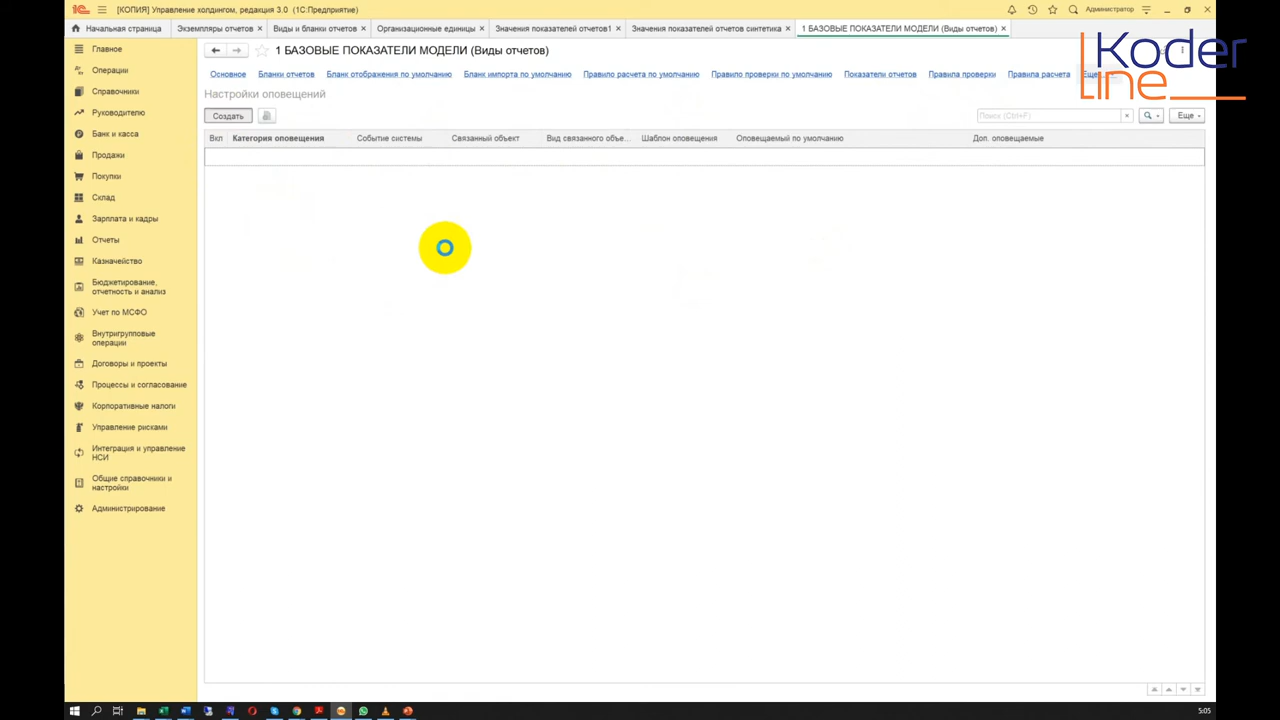 [КОПИЯ] Управление холдингом, редакция 3.0 (1С:Предприятие)
Администратор
Начальная страница
Экземпляры отчетов ×
Виды и бланки отчетов ×
Организационные единицы ×
Значения показателей отчетов1 ×
Значения показателей отчетов синтетика ×
1 БАЗОВЫЕ ПОКАЗАТЕЛИ МОДЕЛИ (Виды отчетов) ×
Koder
Line
Главное
Операции
Справочники
Руководителю
Банк и касса
Продажи
Покупки
Склад
Зарплата и кадры
Отчеты
Казначейство
Бюджетирование,
отчетность и анализ
Учет по МСФО
Внутригрупповые
операции
Договоры и проекты
Процессы и согласование
Корпоративные налоги
Управление рисками
Интеграция и управление
НСИ
Общие справочники и
настройки
Администрирование
1 БАЗОВЫЕ ПОКАЗАТЕЛИ МОДЕЛИ (Виды отчетов)
Основное Бланки отчетов Бланк отображения по умолчанию Бланк импорта по умолчанию Правило расчета по умолчанию Правило проверки по умолчанию Показатели отчетов Правила проверки Правила расчета
Настройки оповещений
Создать
Поиск (Ctrl+F) ×
Еще
Вкл Категория оповещения Событие системы Связанный объект Вид связанного объе... Шаблон оповещения Оповещаемый по умолчанию Доп. оповещаемые
5:05